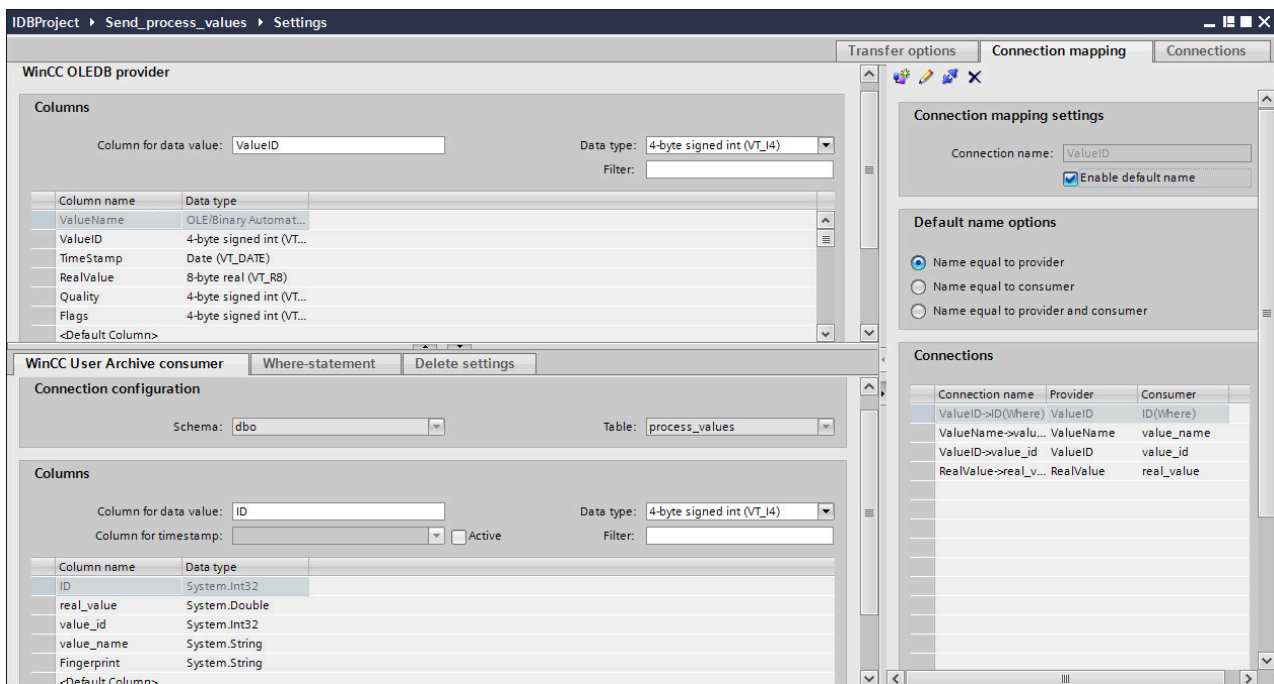 IDBProject ▸ Send_process_values ▸ Settings
Transfer options Connection mapping Connections
WinCC OLEDB provider
Columns
Column for data value: ValueID Data type: 4-byte signed int (VT_I4)
Filter:
Column name Data type
ValueName OLE/Binary Automat...
ValueID 4-byte signed int (VT...
TimeStamp Date (VT_DATE)
RealValue 8-byte real (VT_R8)
Quality 4-byte signed int (VT...
Flags 4-byte signed int (VT...
<Default Column>
WinCC User Archive consumer Where-statement Delete settings
Connection configuration
Schema: dbo Table: process_values
Columns
Column for data value: ID Data type: 4-byte signed int (VT_I4)
Column for timestamp: Active Filter:
Column name Data type
ID System.Int32
real_value System.Double
value_id System.Int32
value_name System.String
Fingerprint System.String
<Default Column>
Connection mapping settings
Connection name: ValueID
Enable default name
Default name options
Name equal to provider
Name equal to consumer
Name equal to provider and consumer
Connections
Connection name Provider Consumer
ValueID->ID(Where) ValueID ID(Where)
ValueName->valu... ValueName value_name
ValueID->value_id ValueID value_id
RealValue->real_v... RealValue real_value